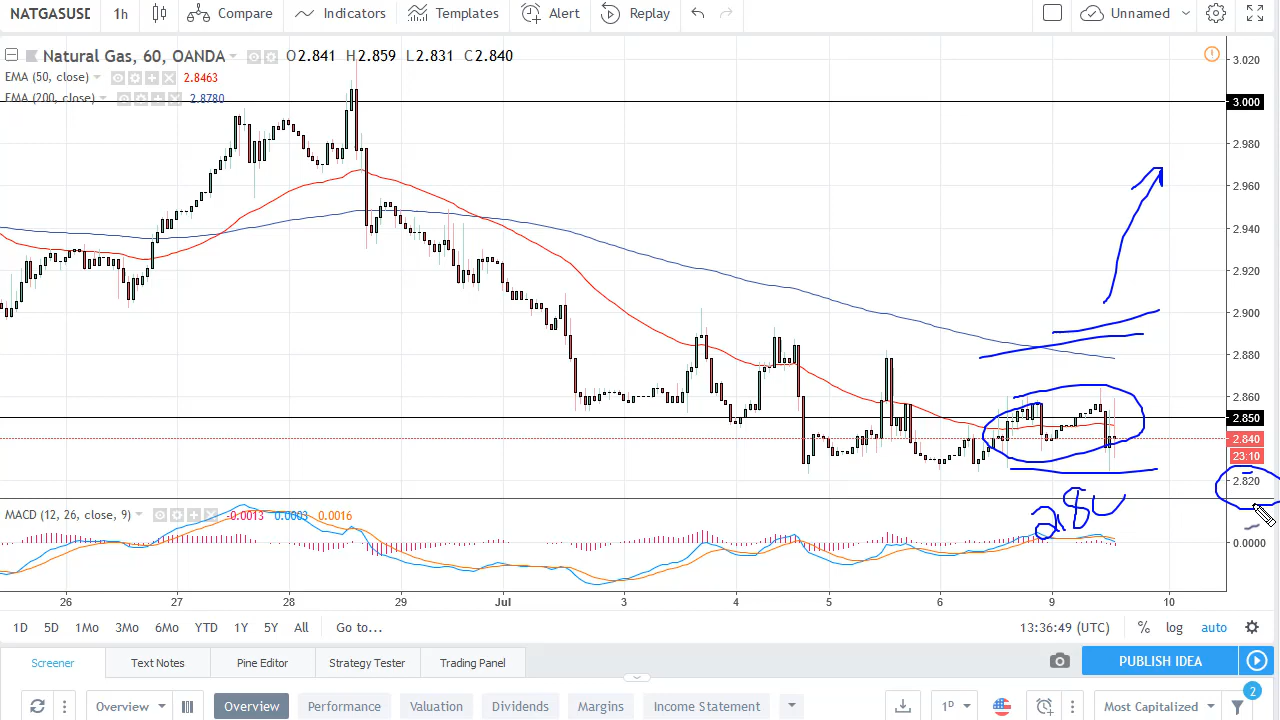 NATGASUSD 1h Compare Indicators Templates Alert Replay Unnamed
Natural Gas, 60, OANDA O2.841 H2.859 L2.831 C2.840
EMA (50, close) 2.8463
EMA (200, close) 2.8780
3.020
3.000
2.980
2.960
2.940
2.920
2.900
2.880
2.860
2.850
2.840
23:10
2.820
MACD (12, 26, close, 9) -0.0013 0.0003 0.0016
0.0000
26 27 28 29 Jul 3 4 5 6 9 10
1D 5D 1Mo 3Mo 6Mo YTD 1Y 5Y All Go to... 13:36:49 (UTC) % log auto
Screener Text Notes Pine Editor Strategy Tester Trading Panel PUBLISH IDEA
2
Overview Overview Performance Valuation Dividends Margins Income Statement 1D Most Capitalized